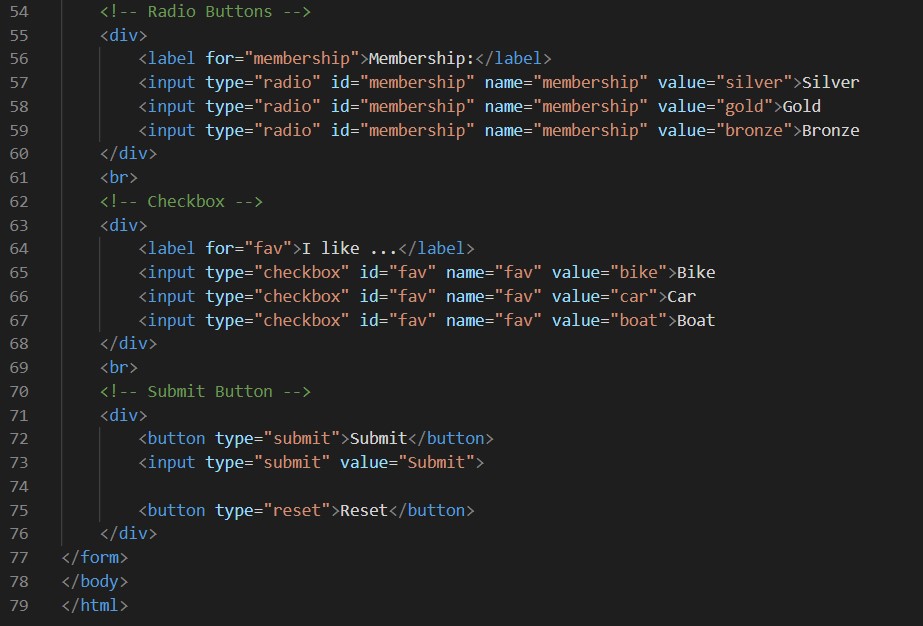 54 <!-- Radio Buttons -->
55 <div>
56 <label for="membership">Membership:</label>
57 <input type="radio" id="membership" name="membership" value="silver">Silver
58 <input type="radio" id="membership" name="membership" value="gold">Gold
59 <input type="radio" id="membership" name="membership" value="bronze">Bronze
60 </div>
61 <br>
62 <!-- Checkbox -->
63 <div>
64 <label for="fav">I like ...</label>
65 <input type="checkbox" id="fav" name="fav" value="bike">Bike
66 <input type="checkbox" id="fav" name="fav" value="car">Car
67 <input type="checkbox" id="fav" name="fav" value="boat">Boat
68 </div>
69 <br>
70 <!-- Submit Button -->
71 <div>
72 <button type="submit">Submit</button>
73 <input type="submit" value="Submit">
74
75 <button type="reset">Reset</button>
76 </div>
77 </form>
78 </body>
79 </html>